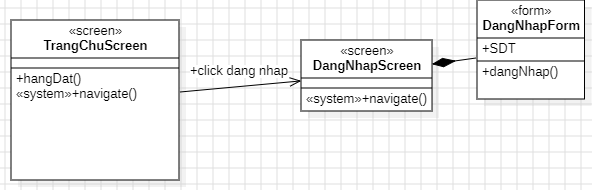 «screen»
TrangChuScreen
+hangDat()
«system»+navigate()
+click dang nhap
«screen»
DangNhapScreen
«system»+navigate()
«form»
DangNhapForm
+SDT
+dangNhap()